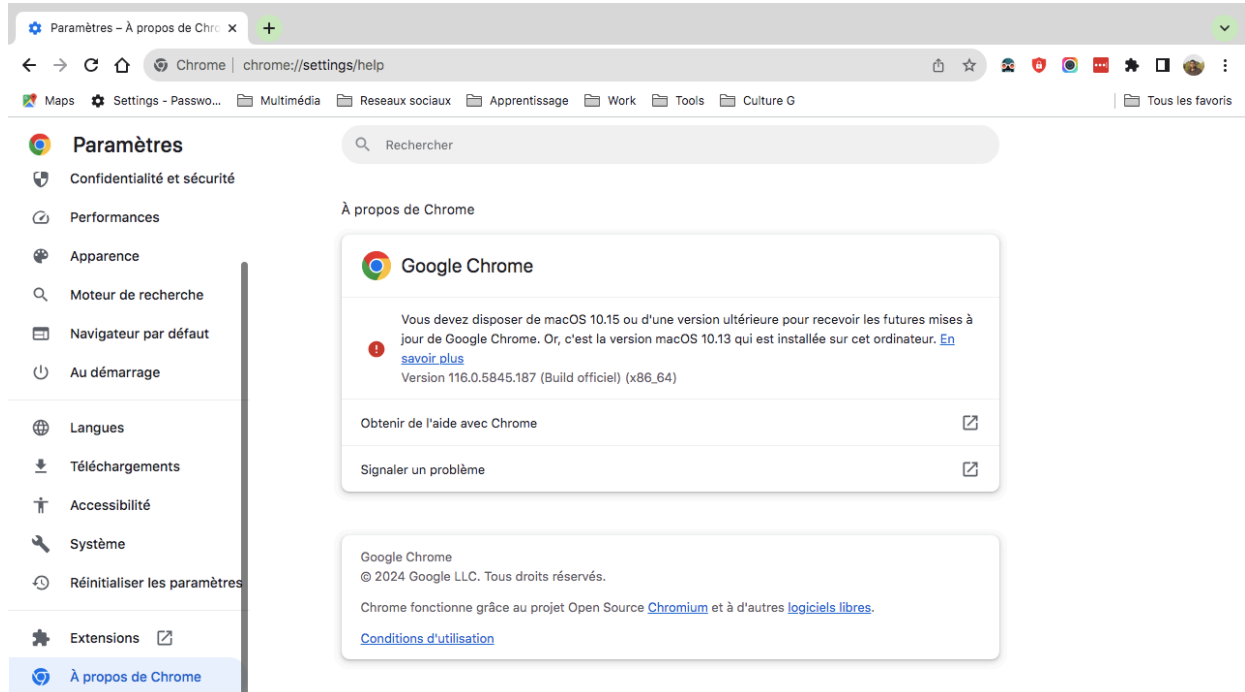 Paramètres – À propos de Chro
Chrome chrome://settings/help
Maps Settings - Passwo... Multimédia Reseaux sociaux Apprentissage Work Tools Culture G Tous les favoris
Paramètres
Rechercher
Confidentialité et sécurité
Performances
Apparence
Moteur de recherche
Navigateur par défaut
Au démarrage
Langues
Téléchargements
Accessibilité
Système
Réinitialiser les paramètres
Extensions
À propos de Chrome
À propos de Chrome
Google Chrome
Vous devez disposer de macOS 10.15 ou d'une version ultérieure pour recevoir les futures mises à
jour de Google Chrome. Or, c'est la version macOS 10.13 qui est installée sur cet ordinateur. En
savoir plus
Version 116.0.5845.187 (Build officiel) (x86_64)
Obtenir de l'aide avec Chrome
Signaler un problème
Google Chrome
© 2024 Google LLC. Tous droits réservés.
Chrome fonctionne grâce au projet Open Source Chromium et à d'autres logiciels libres.
Conditions d'utilisation